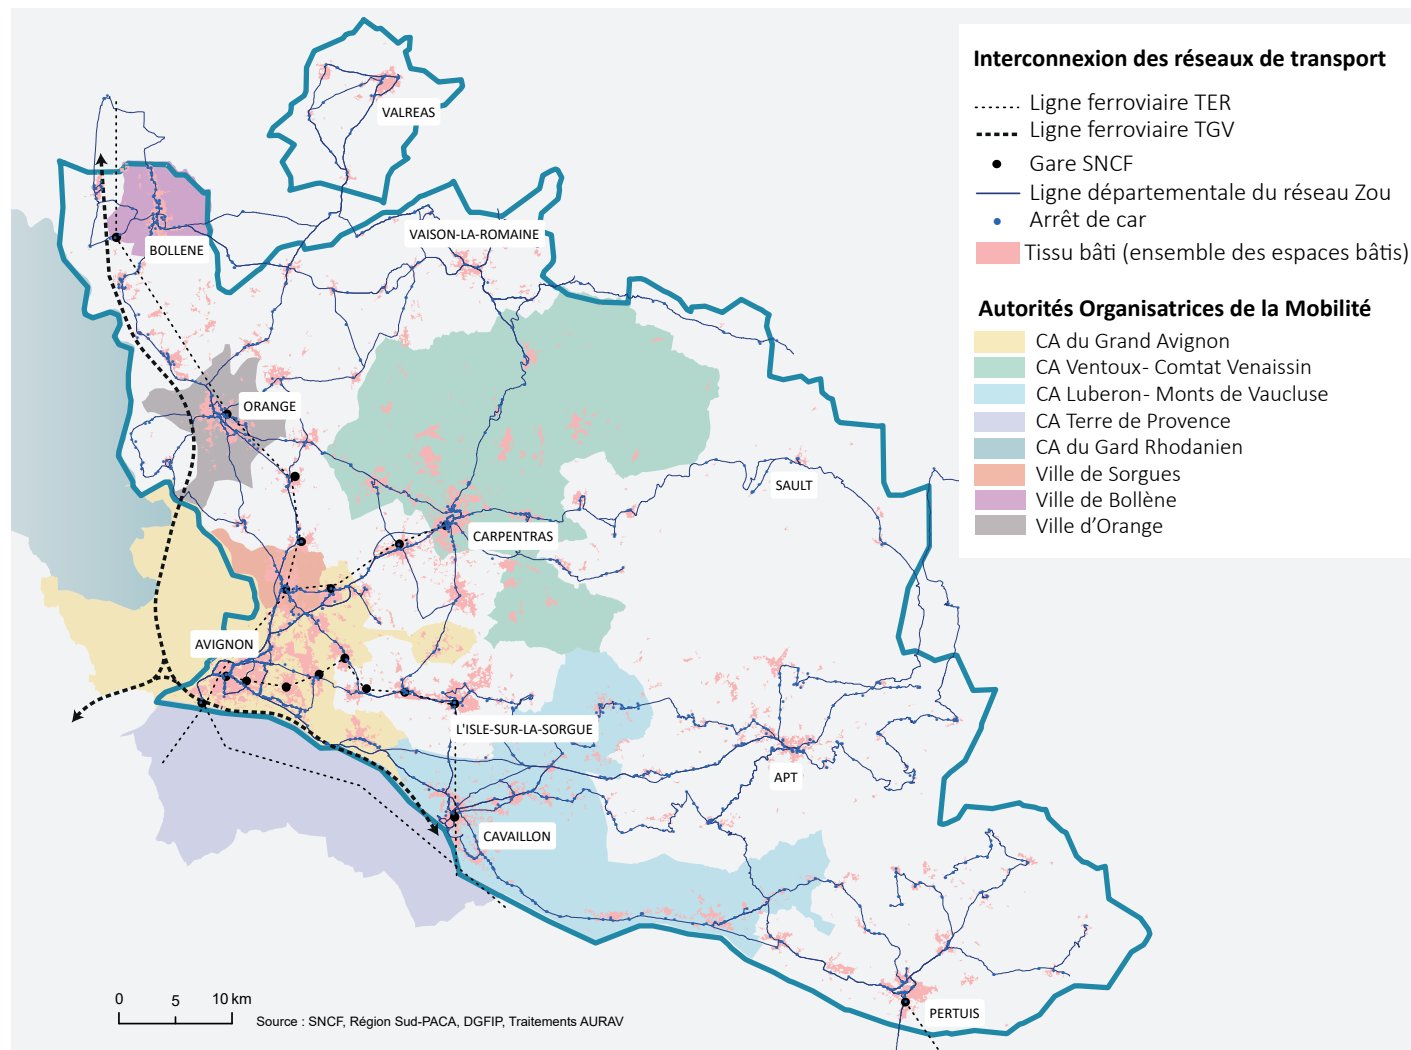 Interconnexion des réseaux de transport
Ligne ferroviaire TER
Ligne ferroviaire TGV
Gare SNCF
Ligne départementale du réseau Zou
Arrêt de car
Tissu bâti (ensemble des espaces bâtis)
Autorités Organisatrices de la Mobilité
CA du Grand Avignon
CA Ventoux- Comtat Venaissin
CA Luberon- Monts de Vaucluse
CA Terre de Provence
CA du Gard Rhodanien
Ville de Sorgues
Ville de Bollène
Ville d'Orange
VALREAS
VAISON-LA-ROMAINE
BOLLENE
ORANGE
SAULT
CARPENTRAS
AVIGNON
L'ISLE-SUR-LA-SORGUE
APT
CAVAILLON
PERTUIS
0 5 10 km
Source : SNCF, Région Sud-PACA, DGFIP, Traitements AURAV